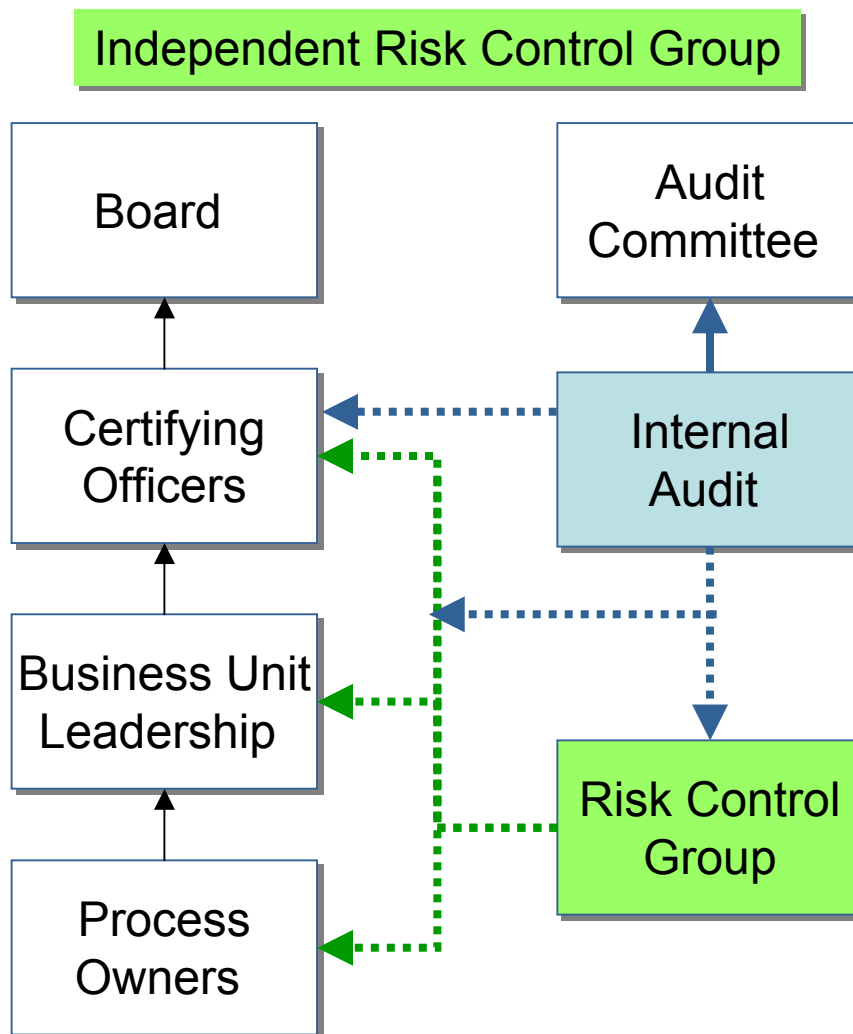 Independent Risk Control Group
Board
Audit
Committee
Certifying
Officers
Internal
Audit
Business Unit
Leadership
Risk Control
Group
Process
Owners